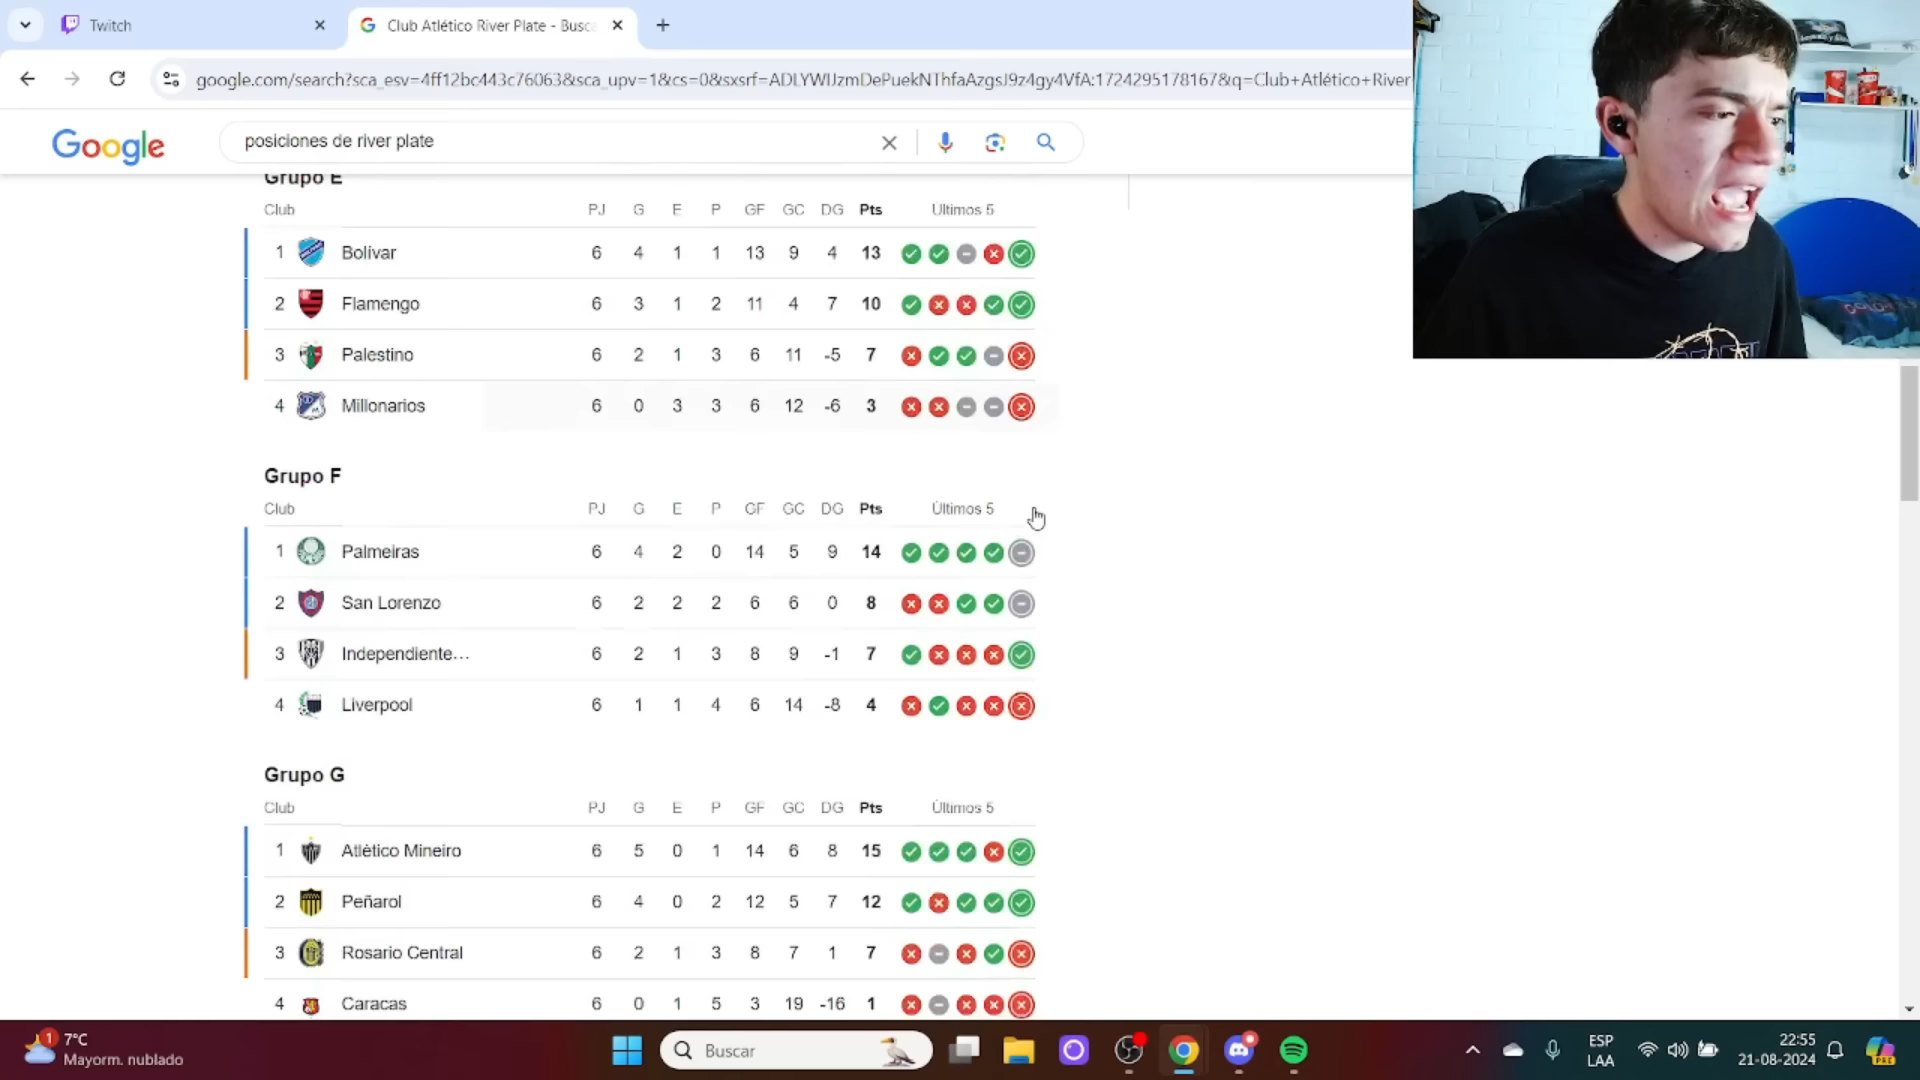 Twitch
Club Atlético River Plate - Busc
google.com/search?sca_esv=4ff12bc443c76063&sca_upv=1&cs=0&sxsrf=ADLYWIJzmDePuekNThfaAzgsJ9z4gy4VfA:1724295178167&q=Club+Atlético+River
Google
posiciones de river plate
Grupo E
Club PJ G E P GF GC DG Pts Últimos 5
1 Bolívar 6 4 1 1 13 9 4 13
2 Flamengo 6 3 1 2 11 4 7 10
3 Palestino 6 2 1 3 6 11 -5 7
4 Millonarios 6 0 3 3 6 12 -6 3
Grupo F
Club PJ G E P GF GC DG Pts Últimos 5
1 Palmeiras 6 4 2 0 14 5 9 14
2 San Lorenzo 6 2 2 2 6 6 0 8
3 Independiente... 6 2 1 3 8 9 -1 7
4 Liverpool 6 1 1 4 6 14 -8 4
Grupo G
Club PJ G E P GF GC DG Pts Últimos 5
1 Atlético Mineiro 6 5 0 1 14 6 8 15
2 Peñarol 6 4 0 2 12 5 7 12
3 Rosario Central 6 2 1 3 8 7 1 7
4 Caracas 6 0 1 5 3 19 -16 1
1
7°C
Mayorm. nublado
Buscar
ESP
LAA
22:55
21-08-2024
PRE